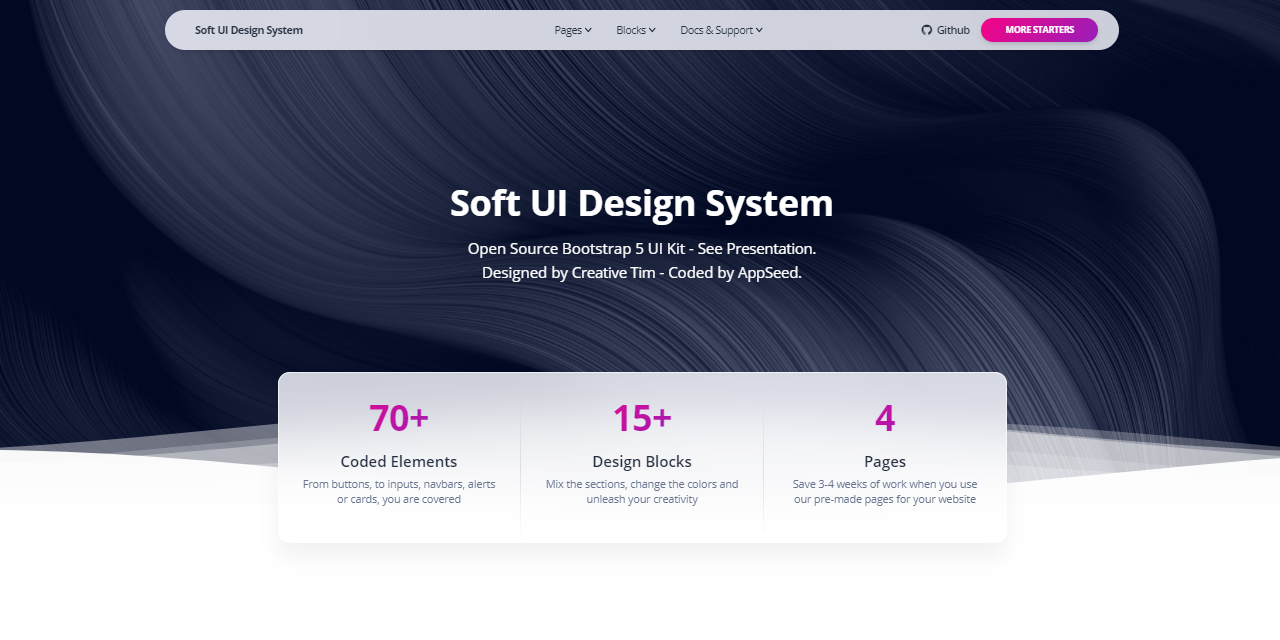 Soft UI Design System
Pages
Blocks
Docs & Support
Github
MORE STARTERS
Soft UI Design System
Open Source Bootstrap 5 UI Kit - See Presentation.
Designed by Creative Tim - Coded by AppSeed.
70+
Coded Elements
From buttons, to inputs, navbars, alerts
or cards, you are covered
15+
Design Blocks
Mix the sections, change the colors and
unleash your creativity
4
Pages
Save 3-4 weeks of work when you use
our pre-made pages for your website